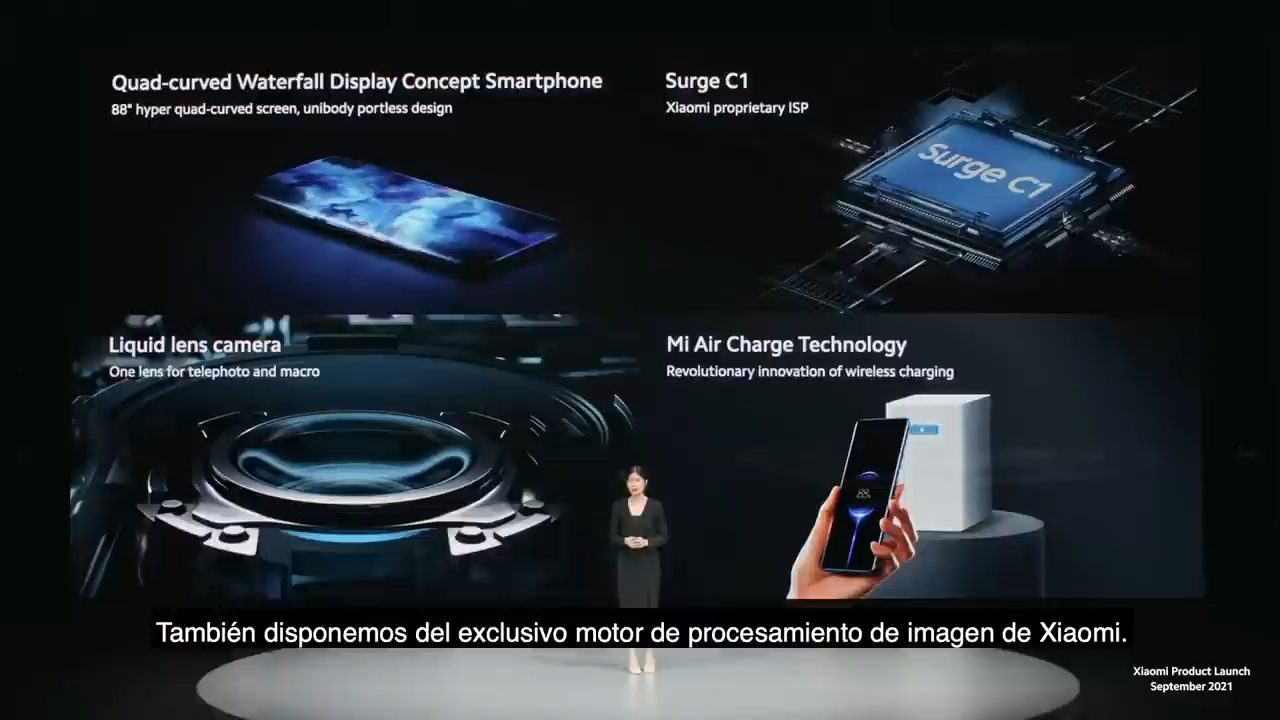 Quad-curved Waterfall Display Concept Smartphone
88° hyper quad-curved screen, unibody portless design
Surge C1
Xiaomi proprietary ISP
Surge C1
Liquid lens camera
One lens for telephoto and macro
Mi Air Charge Technology
Revolutionary innovation of wireless charging
También disponemos del exclusivo motor de procesamiento de imagen de Xiaomi.
Xiaomi Product Launch
September 2021